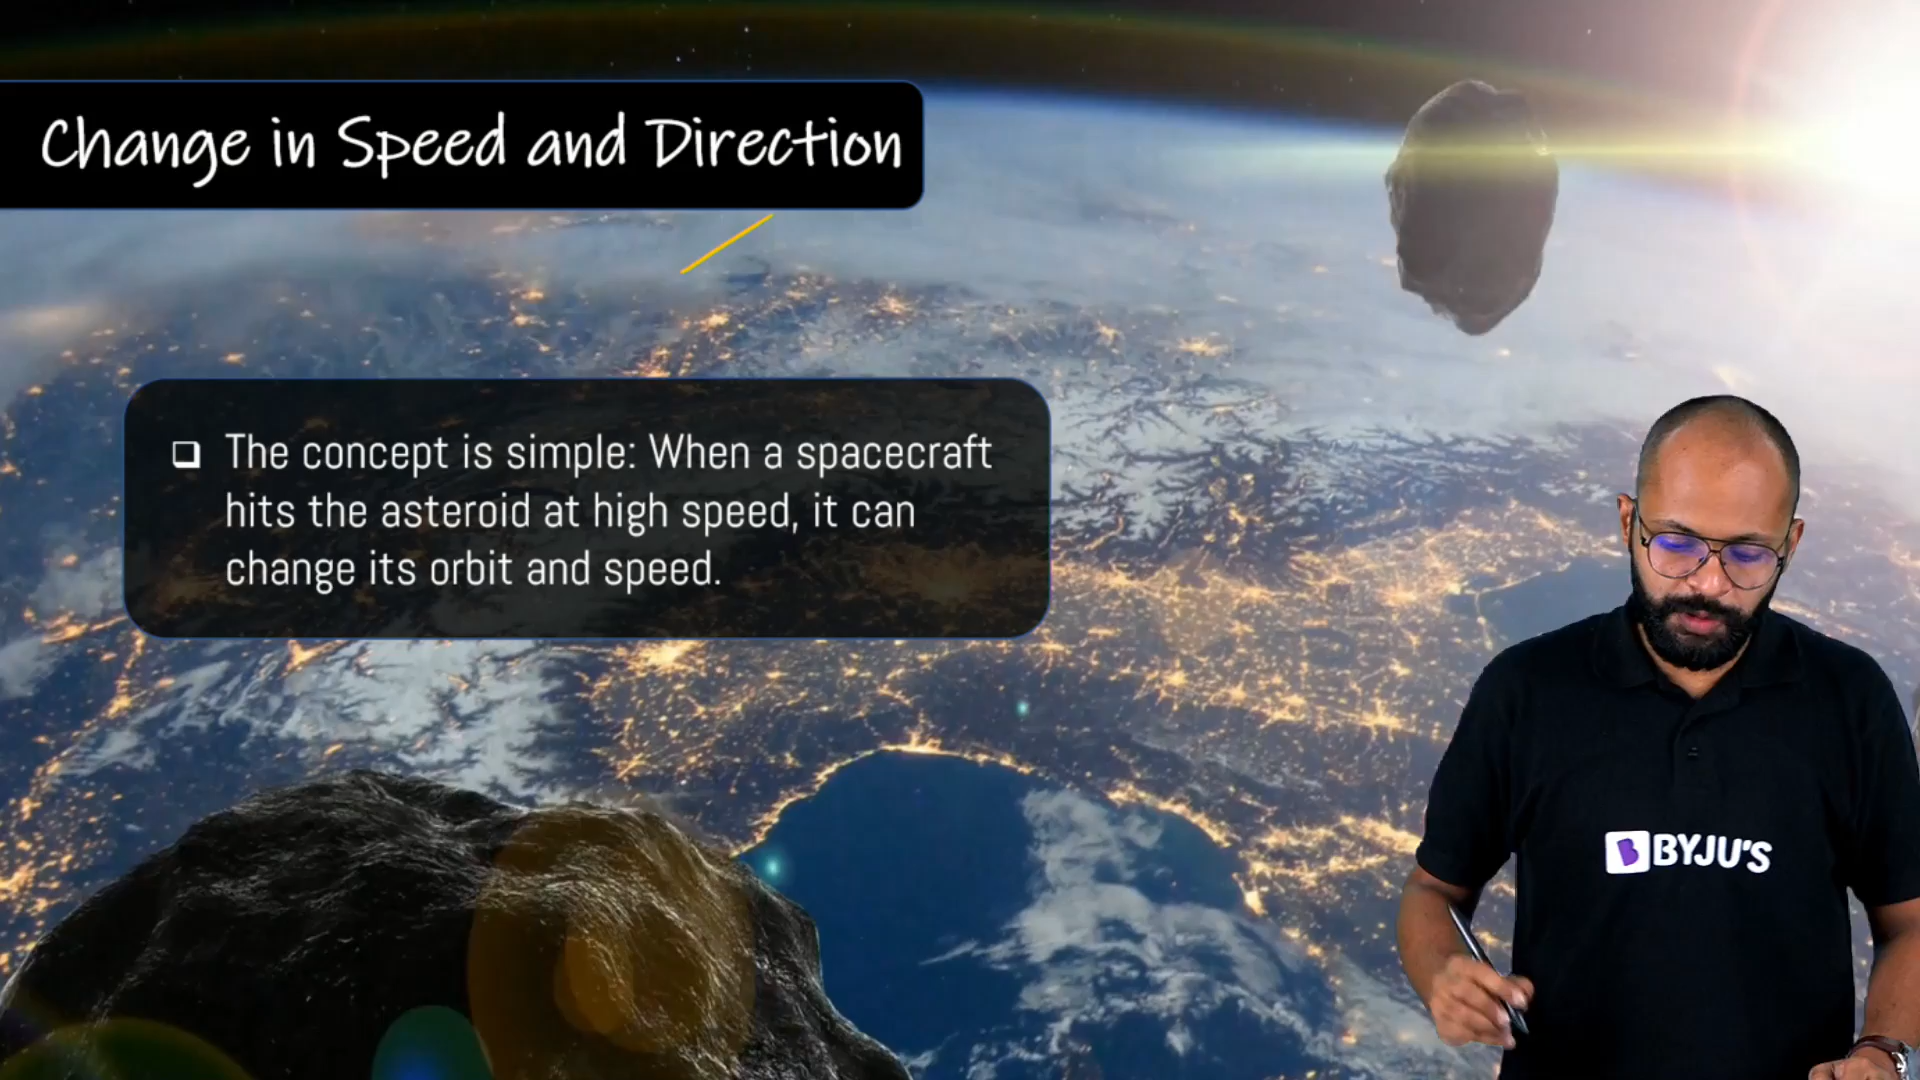 Change in Speed and Direction
The concept is simple: When a spacecraft
hits the asteroid at high speed, it can
change its orbit and speed.
BYJU'S